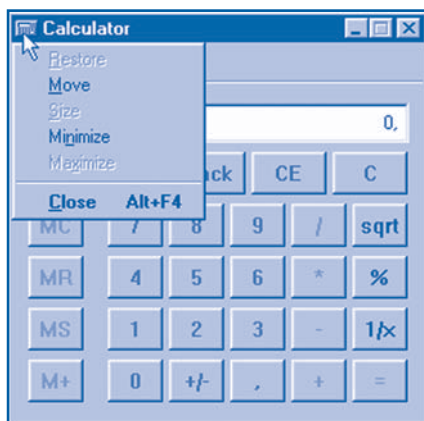 Calculator
Restore
Move
Size
Minimize
Maximize
Close Alt+F4
0,
CE C
MC 7 8 9 / sqrt
MR 4 5 6 * %
MS 1 2 3 - 1/x
M+ 0 +/- , + =